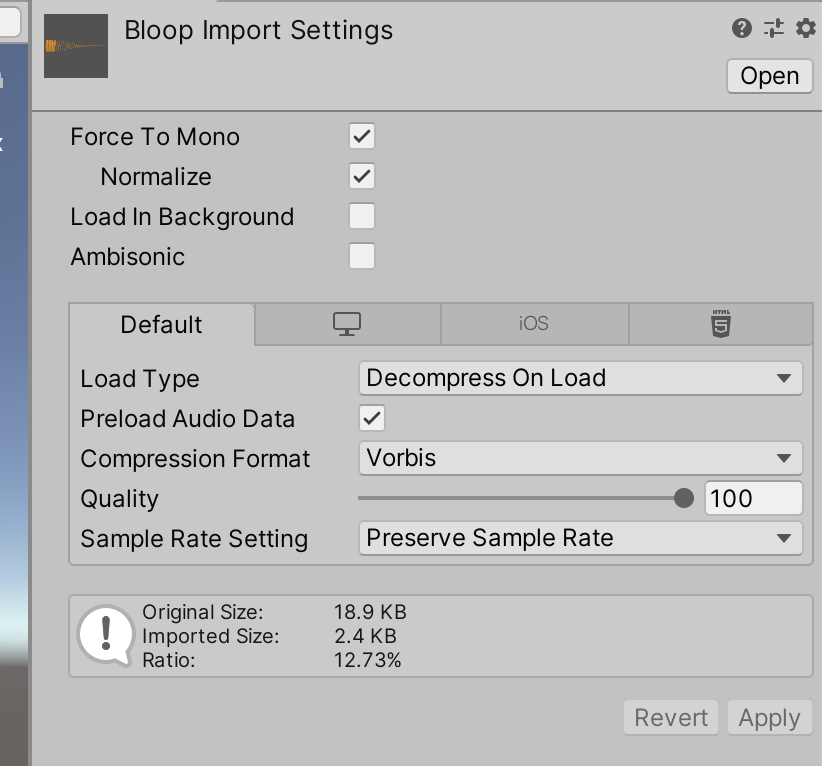 Bloop Import Settings
Open
Force To Mono
Normalize
Load In Background
Ambisonic
Default
iOS
HTML
5
Load Type
Decompress On Load
Preload Audio Data
Compression Format
Vorbis
Quality
100
Sample Rate Setting
Preserve Sample Rate
Original Size: 18.9 KB
Imported Size: 2.4 KB
Ratio: 12.73%
Revert
Apply